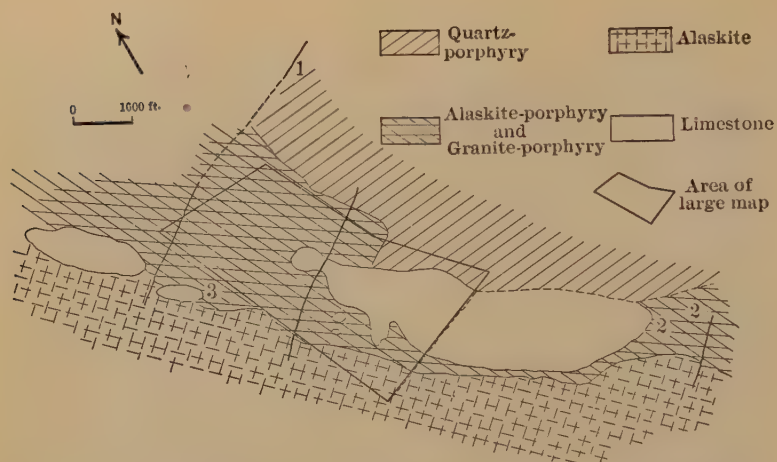 N
0 1000 ft.
Quartz-
porphyry
Alaskite
Alaskite-porphyry
and
Granite-porphyry
Limestone
Area of
large map
1
3
2
2